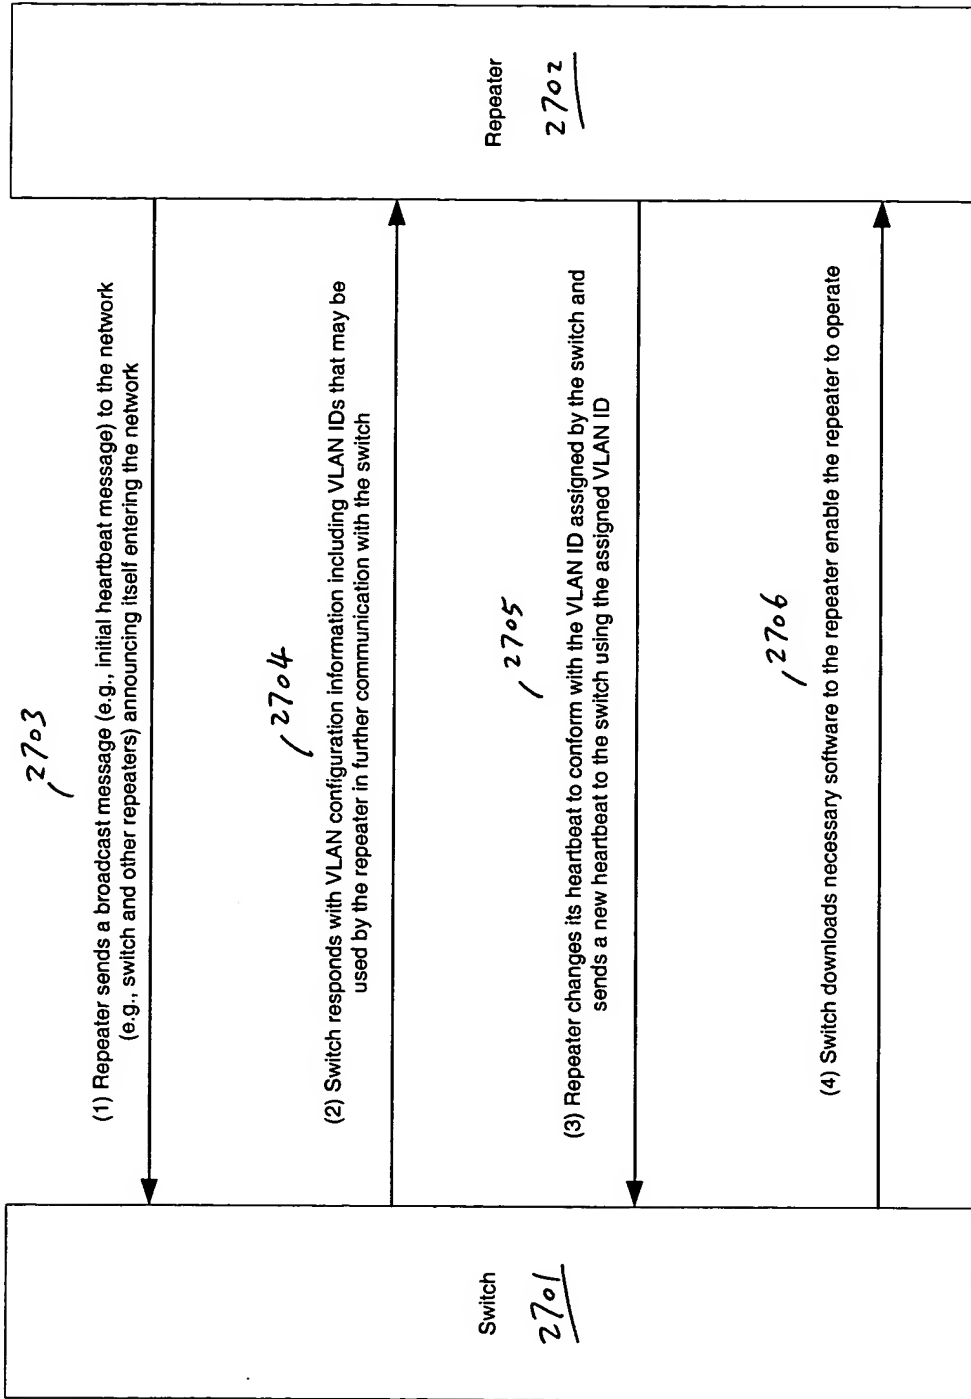 Switch
2701
Repeater
2702
2703
(1) Repeater sends a broadcast message (e.g., initial heartbeat message) to the network
(e.g., switch and other repeaters) announcing itself entering the network
2704
(2) Switch responds with VLAN configuration information including VLAN IDs that may be
used by the repeater in further communication with the switch
2705
(3) Repeater changes its heartbeat to conform with the VLAN ID assigned by the switch and
sends a new heartbeat to the switch using the assigned VLAN ID
2706
(4) Switch downloads necessary software to the repeater enable the repeater to operate